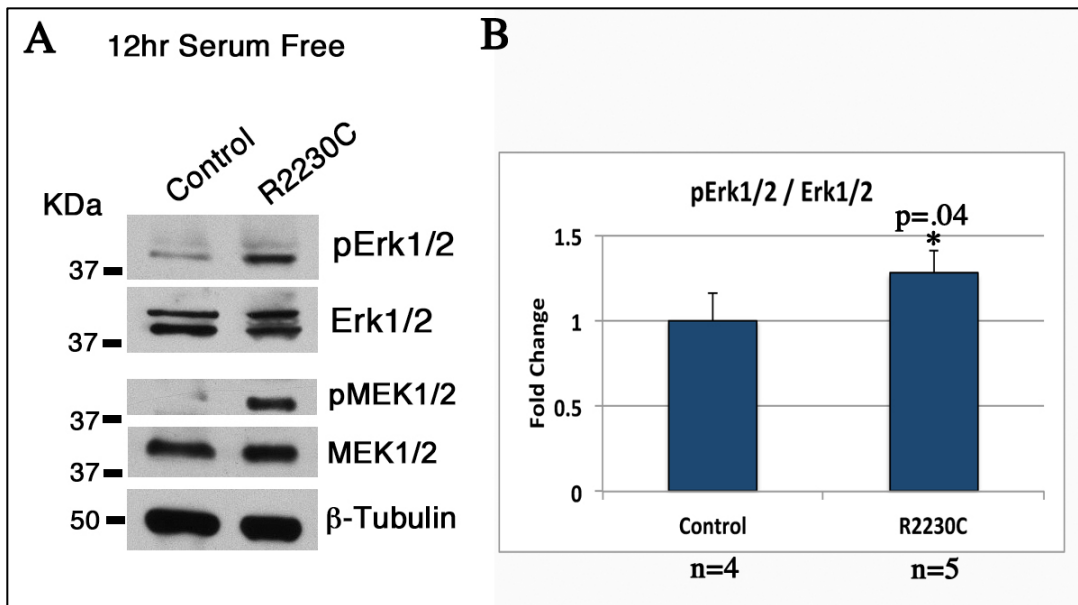 A 12hr Serum Free
Control R2230C
KDa
pErk1/2
37
Erk1/2
37
pMEK1/2
37
MEK1/2
37
50 β-Tubulin
B
pErk1/2 / Erk1/2
p=.04
*
1.5
1
0.5
0
Fold Change
Control R2230C
n=4 n=5